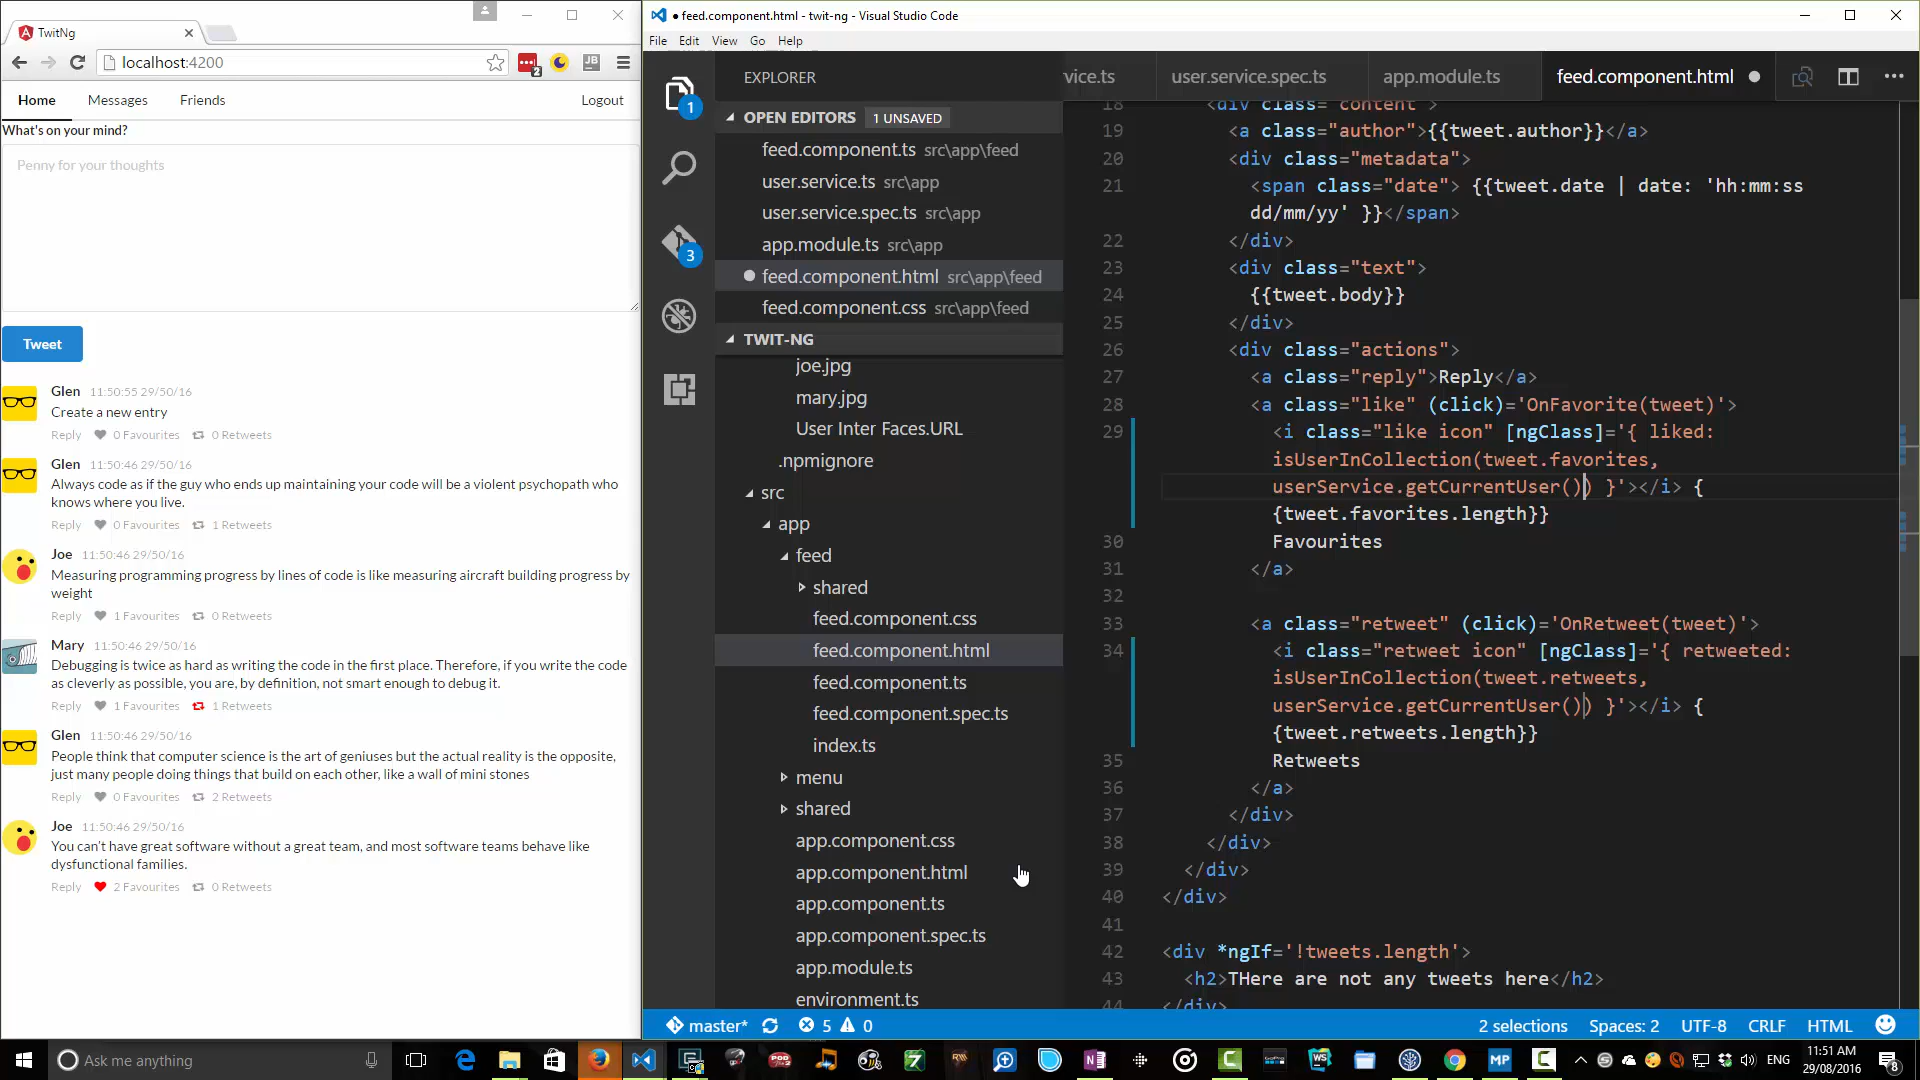 TwitNg
localhost:4200
2
JB
Home
Messages
Friends
Logout
What's on your mind?
Penny for your thoughts
Tweet
Glen 11:50:55 29/50/16
Create a new entry
Reply 0 Favourites 0 Retweets
Glen 11:50:46 29/50/16
Always code as if the guy who ends up maintaining your code will be a violent psychopath who
knows where you live.
Reply 0 Favourites 1 Retweets
Joe 11:50:46 29/50/16
Measuring programming progress by lines of code is like measuring aircraft building progress by
weight
Reply 1 Favourites 0 Retweets
Mary 11:50:46 29/50/16
Debugging is twice as hard as writing the code in the first place. Therefore, if you write the code
as cleverly as possible, you are, by definition, not smart enough to debug it.
Reply 1 Favourites 1 Retweets
Glen 11:50:46 29/50/16
People think that computer science is the art of geniuses but the actual reality is the opposite,
just many people doing things that build on each other, like a wall of mini stones
Reply 0 Favourites 2 Retweets
Joe 11:50:46 29/50/16
You can't have great software without a great team, and most software teams behave like
dysfunctional families.
Reply 2 Favourites 0 Retweets
● feed.component.html - twit-ng - Visual Studio Code
File Edit View Go Help
1
3
EXPLORER
OPEN EDITORS 1 UNSAVED
feed.component.ts src\app\feed
user.service.ts src\app
user.service.spec.ts src\app
app.module.ts src\app
feed.component.html src\app\feed
feed.component.css src\app\feed
TWIT-NG
joe.jpg
mary.jpg
User Inter Faces.URL
.npmignore
src
app
feed
shared
feed.component.css
feed.component.html
feed.component.ts
feed.component.spec.ts
index.ts
menu
shared
app.component.css
app.component.html
app.component.ts
app.component.spec.ts
app.module.ts
environment.ts
vice.ts
user.service.spec.ts
app.module.ts
feed.component.html
18 <div class="content">
19 <a class="author">{{tweet.author}}</a>
20 <div class="metadata">
21 <span class="date"> {{tweet.date | date: 'hh:mm:ss
dd/mm/yy' }}</span>
22 </div>
23 <div class="text">
24 {{tweet.body}}
25 </div>
26 <div class="actions">
27 <a class="reply">Reply</a>
28 <a class="like" (click)='OnFavorite(tweet)'>
29 <i class="like icon" [ngClass]='{ liked:
isUserInCollection(tweet.favorites,
userService.getCurrentUser()) }'></i> {
{tweet.favorites.length}}
30 Favourites
31 </a>
32
33 <a class="retweet" (click)='OnRetweet(tweet)'>
34 <i class="retweet icon" [ngClass]='{ retweeted:
isUserInCollection(tweet.retweets,
userService.getCurrentUser()) }'></i> {
{tweet.retweets.length}}
35 Retweets
36 </a>
37 </div>
38 </div>
39 </div>
40 </div>
41
42 <div *ngIf='!tweets.length'>
43 <h2>THere are not any tweets here</h2>
44 </div>
master* 5 0
2 selections Spaces: 2 UTF-8 CRLF HTML
Ask me anything
ENG
11:51 AM
29/08/2016
8